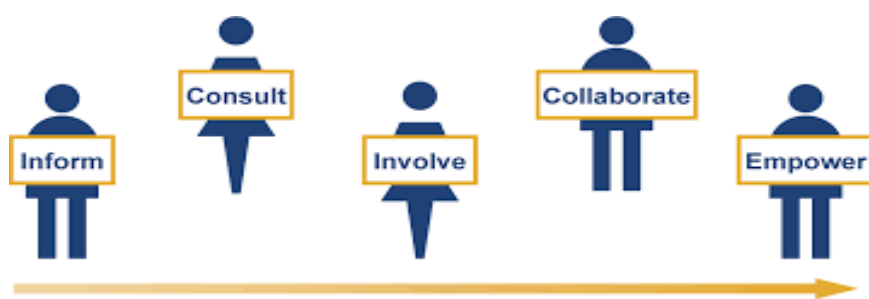 Inform
Consult
Involve
Collaborate
Empower